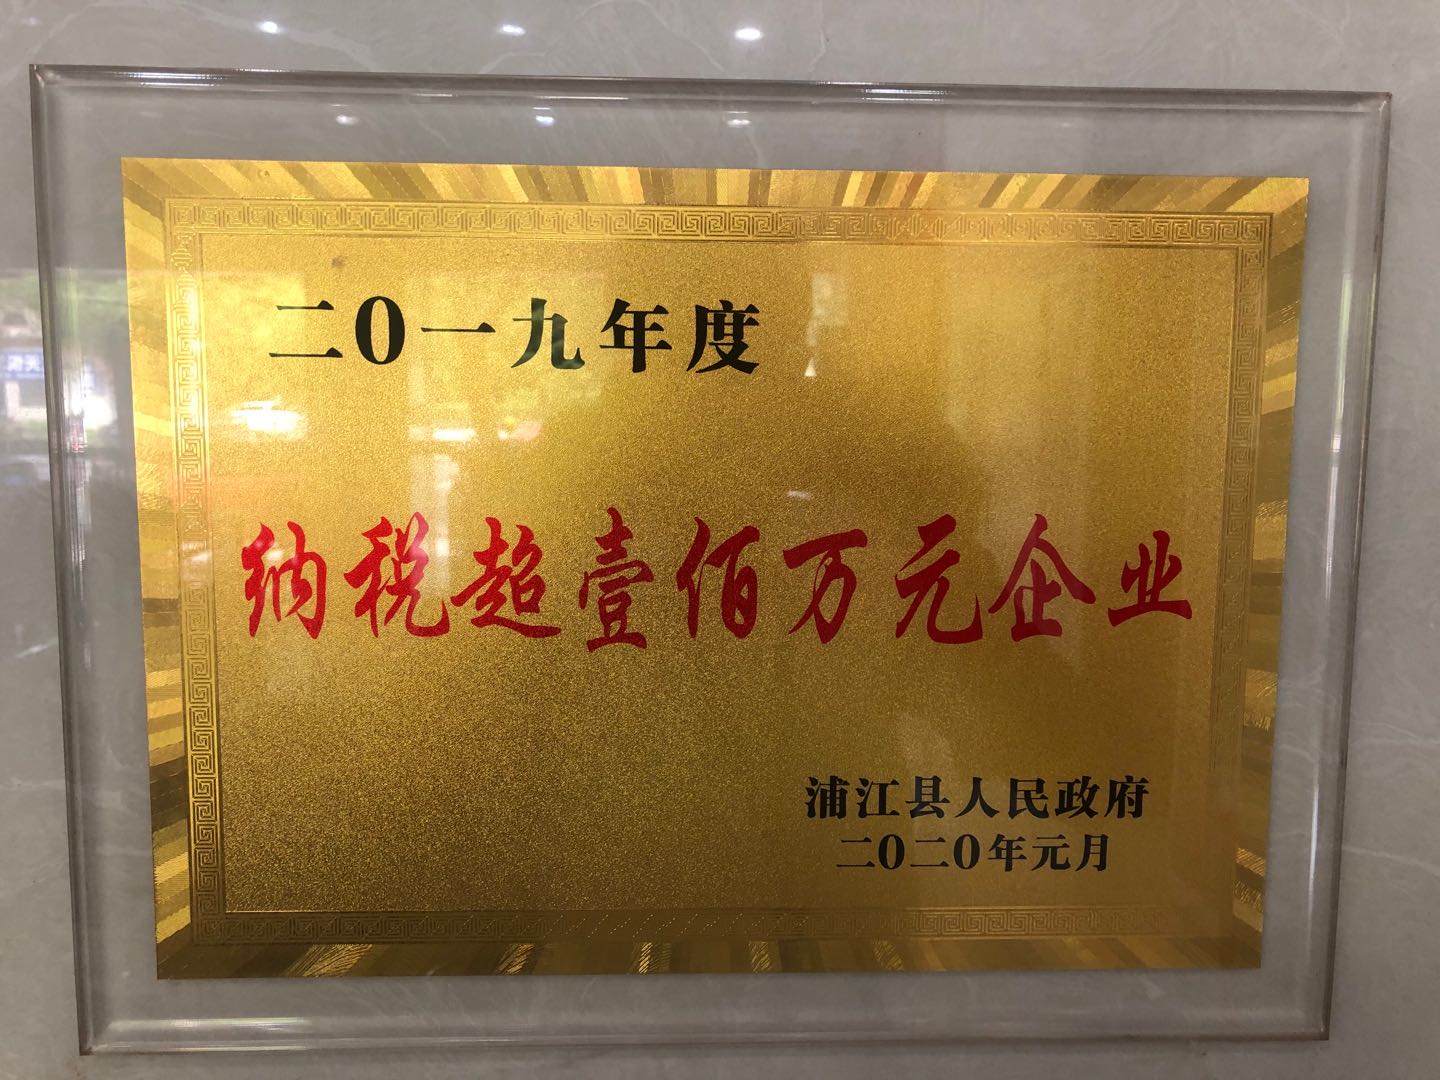 二0一九年度
纳税超壹佰万元企业
浦江县人民政府
二0二0年元月